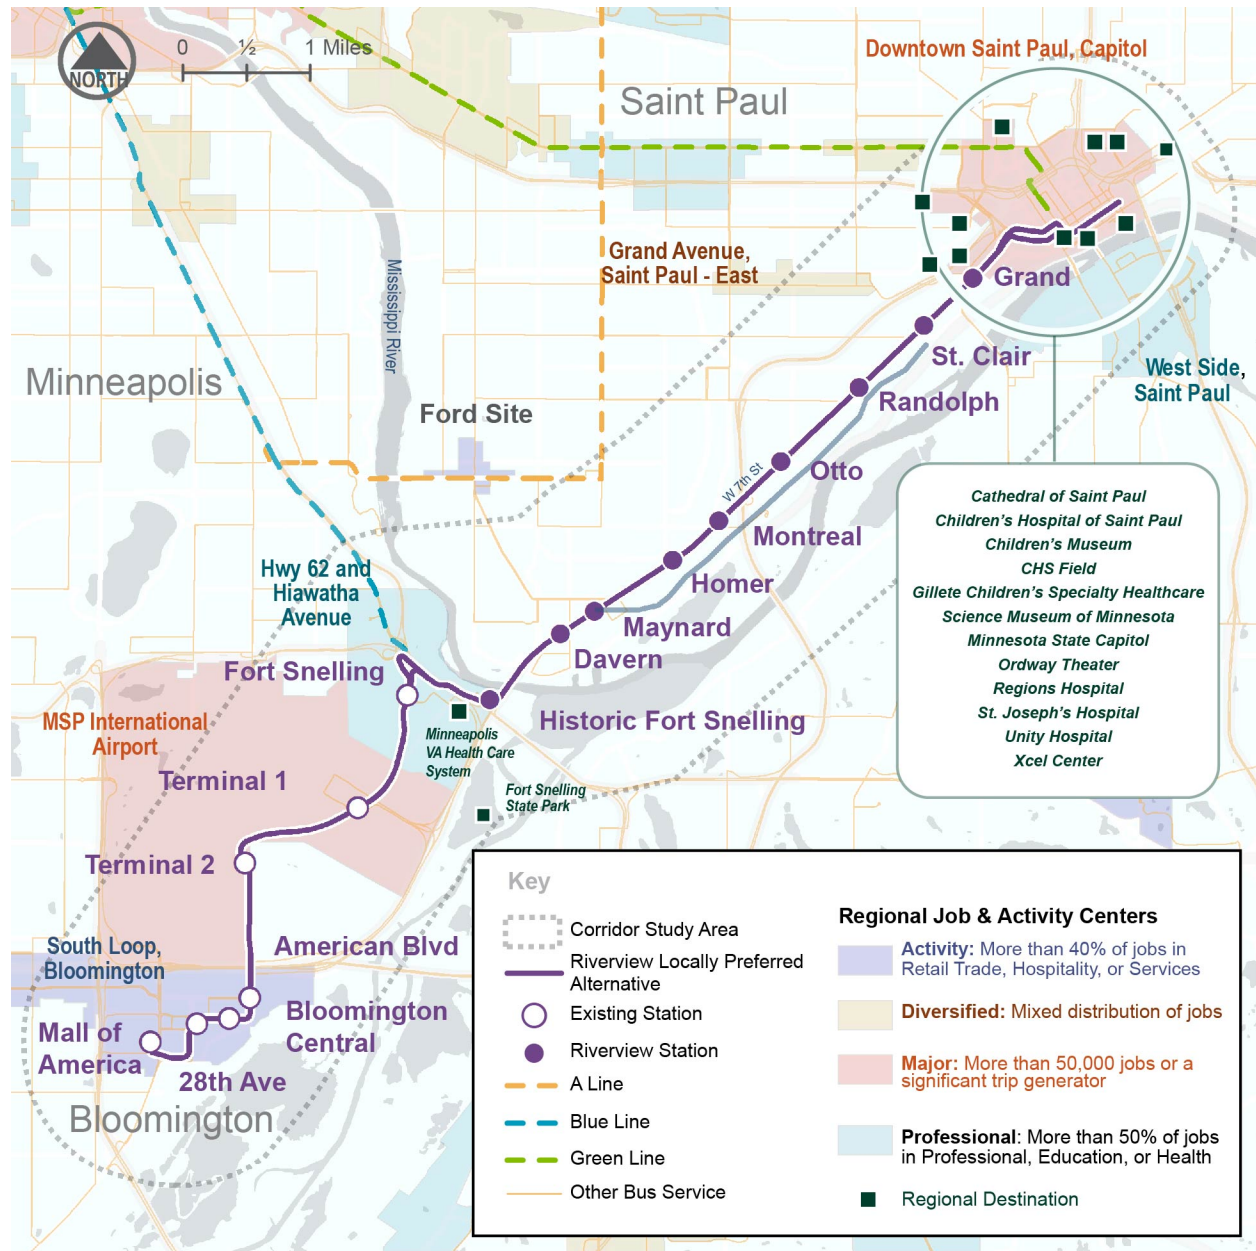 NORTH
0 ½ 1 Miles
Downtown Saint Paul, Capitol
Saint Paul
Grand Avenue,
Saint Paul - East
Mississippi River
Grand
St. Clair
West Side,
Saint Paul
Minneapolis
Randolph
Ford Site
Otto
W 7th St
Montreal
Homer
Maynard
Davern
Historic Fort Snelling
Hwy 62 and
Hiawatha
Avenue
Fort Snelling
Cathedral of Saint Paul
Children's Hospital of Saint Paul
Children's Museum
CHS Field
Gillete Children's Specialty Healthcare
Science Museum of Minnesota
Minnesota State Capitol
Ordway Theater
Regions Hospital
St. Joseph's Hospital
Unity Hospital
Xcel Center
MSP International
Airport
Minneapolis
VA Health Care
System
Terminal 1
Fort Snelling
State Park
Terminal 2
South Loop,
Bloomington
American Blvd
Bloomington
Central
Mall of
America
28th Ave
Bloomington
Key
Corridor Study Area
Riverview Locally Preferred
Alternative
Existing Station
Riverview Station
A Line
Blue Line
Green Line
Other Bus Service
Regional Job & Activity Centers
Activity: More than 40% of jobs in
Retail Trade, Hospitality, or Services
Diversified: Mixed distribution of jobs
Major: More than 50,000 jobs or a
significant trip generator
Professional: More than 50% of jobs
in Professional, Education, or Health
Regional Destination